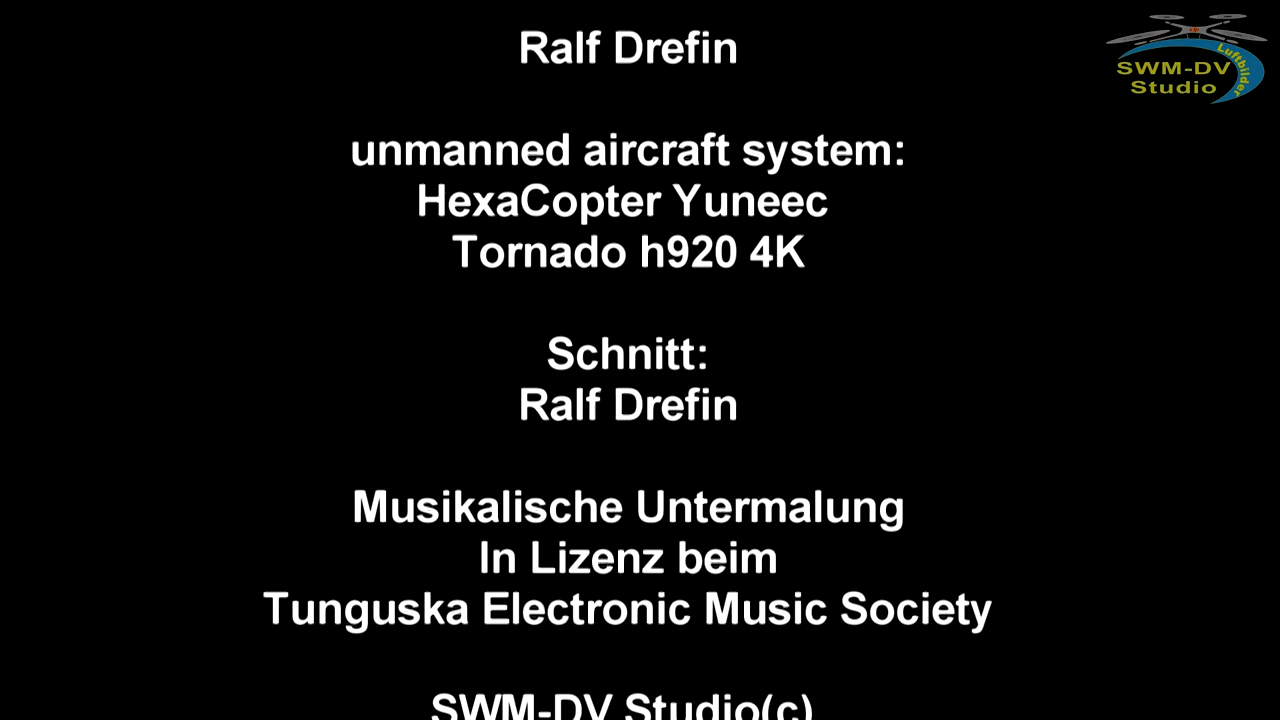 Ralf Drefin
unmanned aircraft system:
HexaCopter Yuneec
Tornado h920 4K
Schnitt:
Ralf Drefin
Musikalische Untermalung
In Lizenz beim
Tunguska Electronic Music Society
SWM-DV Studio(c)
SWM-DV
Studio
Luftbilder